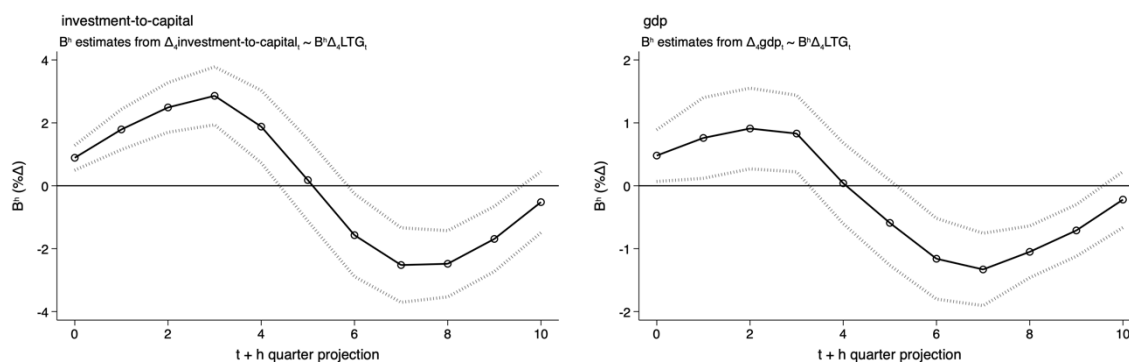 investment-to-capital
Bʰ estimates from Δ₄investment-to-capitalₜ ~ BʰΔ₄LTGₜ
4
2
0
-2
-4
Bʰ (%Δ)
0 2 4 6 8 10
t + h quarter projection
gdp
Bʰ estimates from Δ₄gdpₜ ~ BʰΔ₄LTGₜ
2
1
0
-1
-2
Bʰ (%Δ)
0 2 4 6 8 10
t + h quarter projection